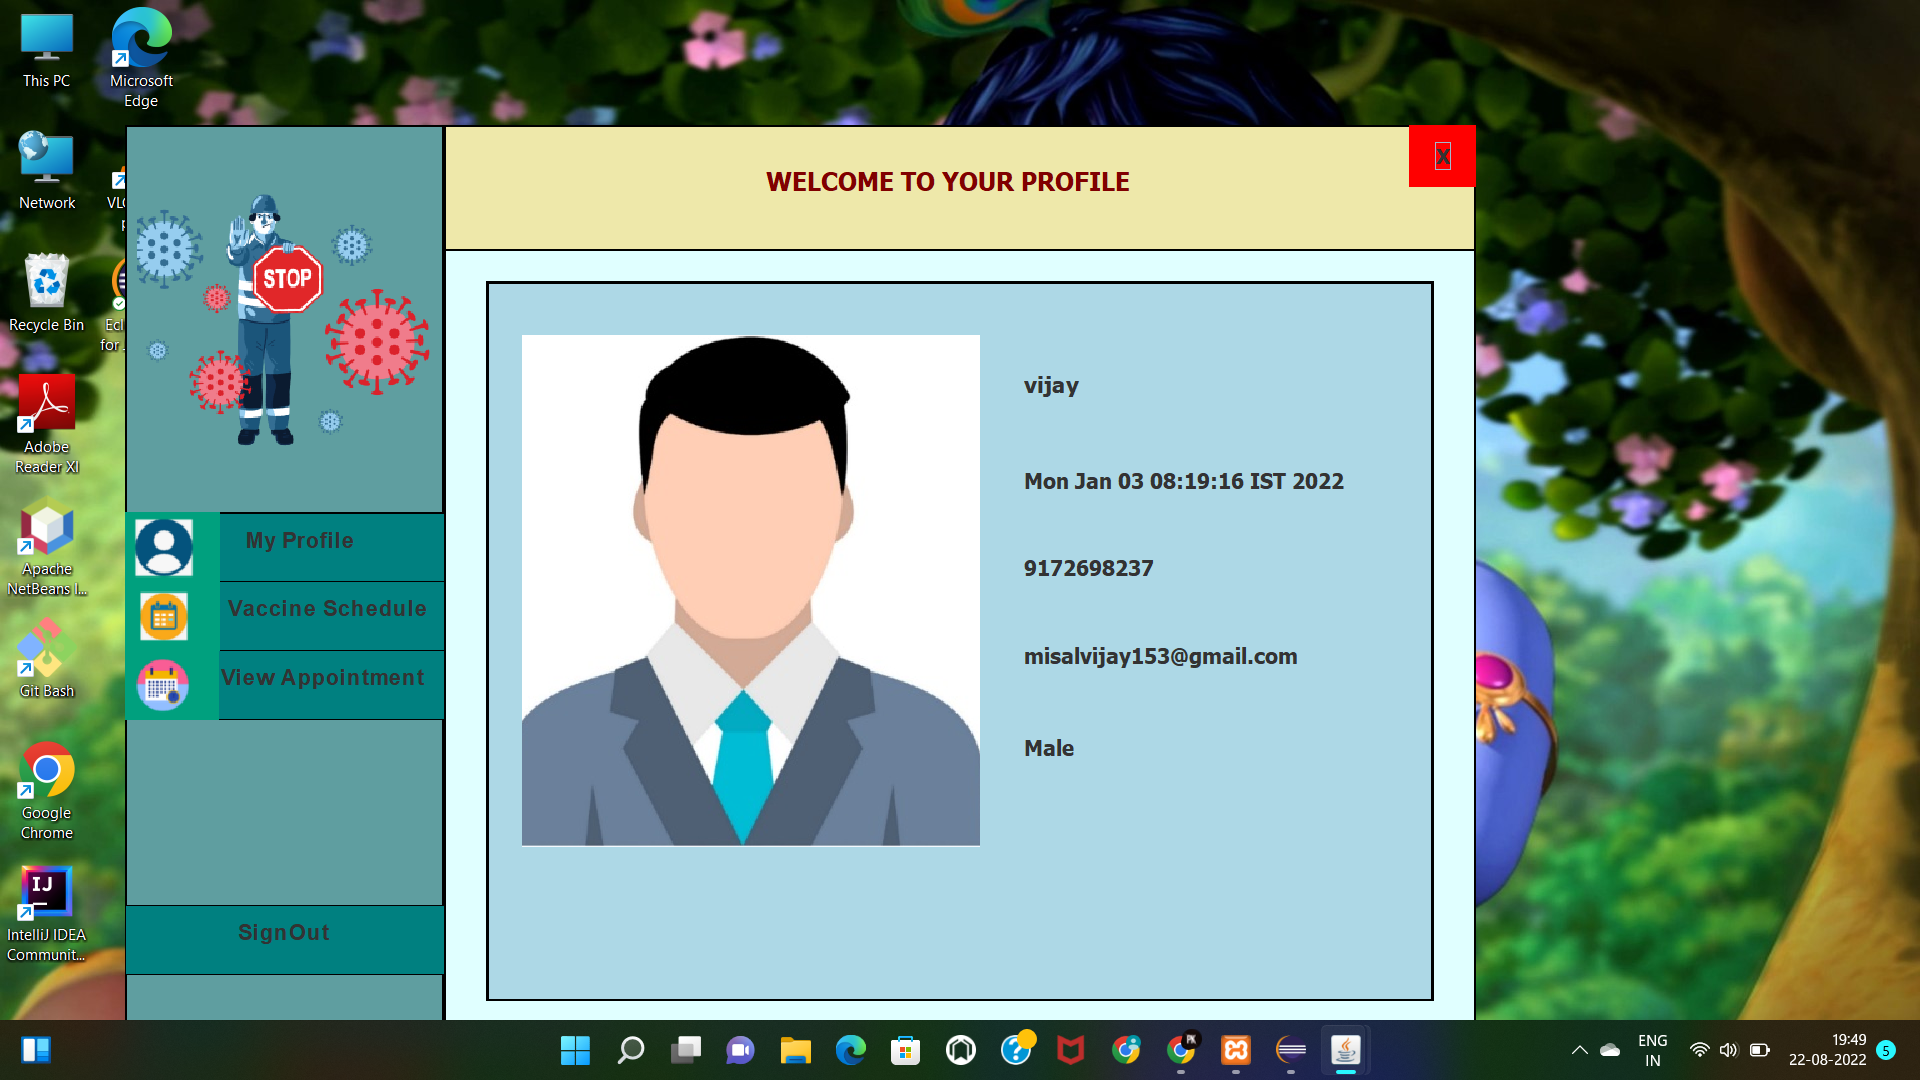 This PC
Microsoft
Edge
Network
VLC
p
Recycle Bin
Ecl
for J
Adobe
Reader XI
Apache
NetBeans I...
Git Bash
Google
Chrome
IJ
IntelliJ IDEA
Communit...
STOP
My Profile
Vaccine Schedule
View Appointment
SignOut
WELCOME TO YOUR PROFILE
X
vijay
Mon Jan 03 08:19:16 IST 2022
9172698237
misalvijay153@gmail.com
Male
PK
ENG
IN
19:49
22-08-2022
5